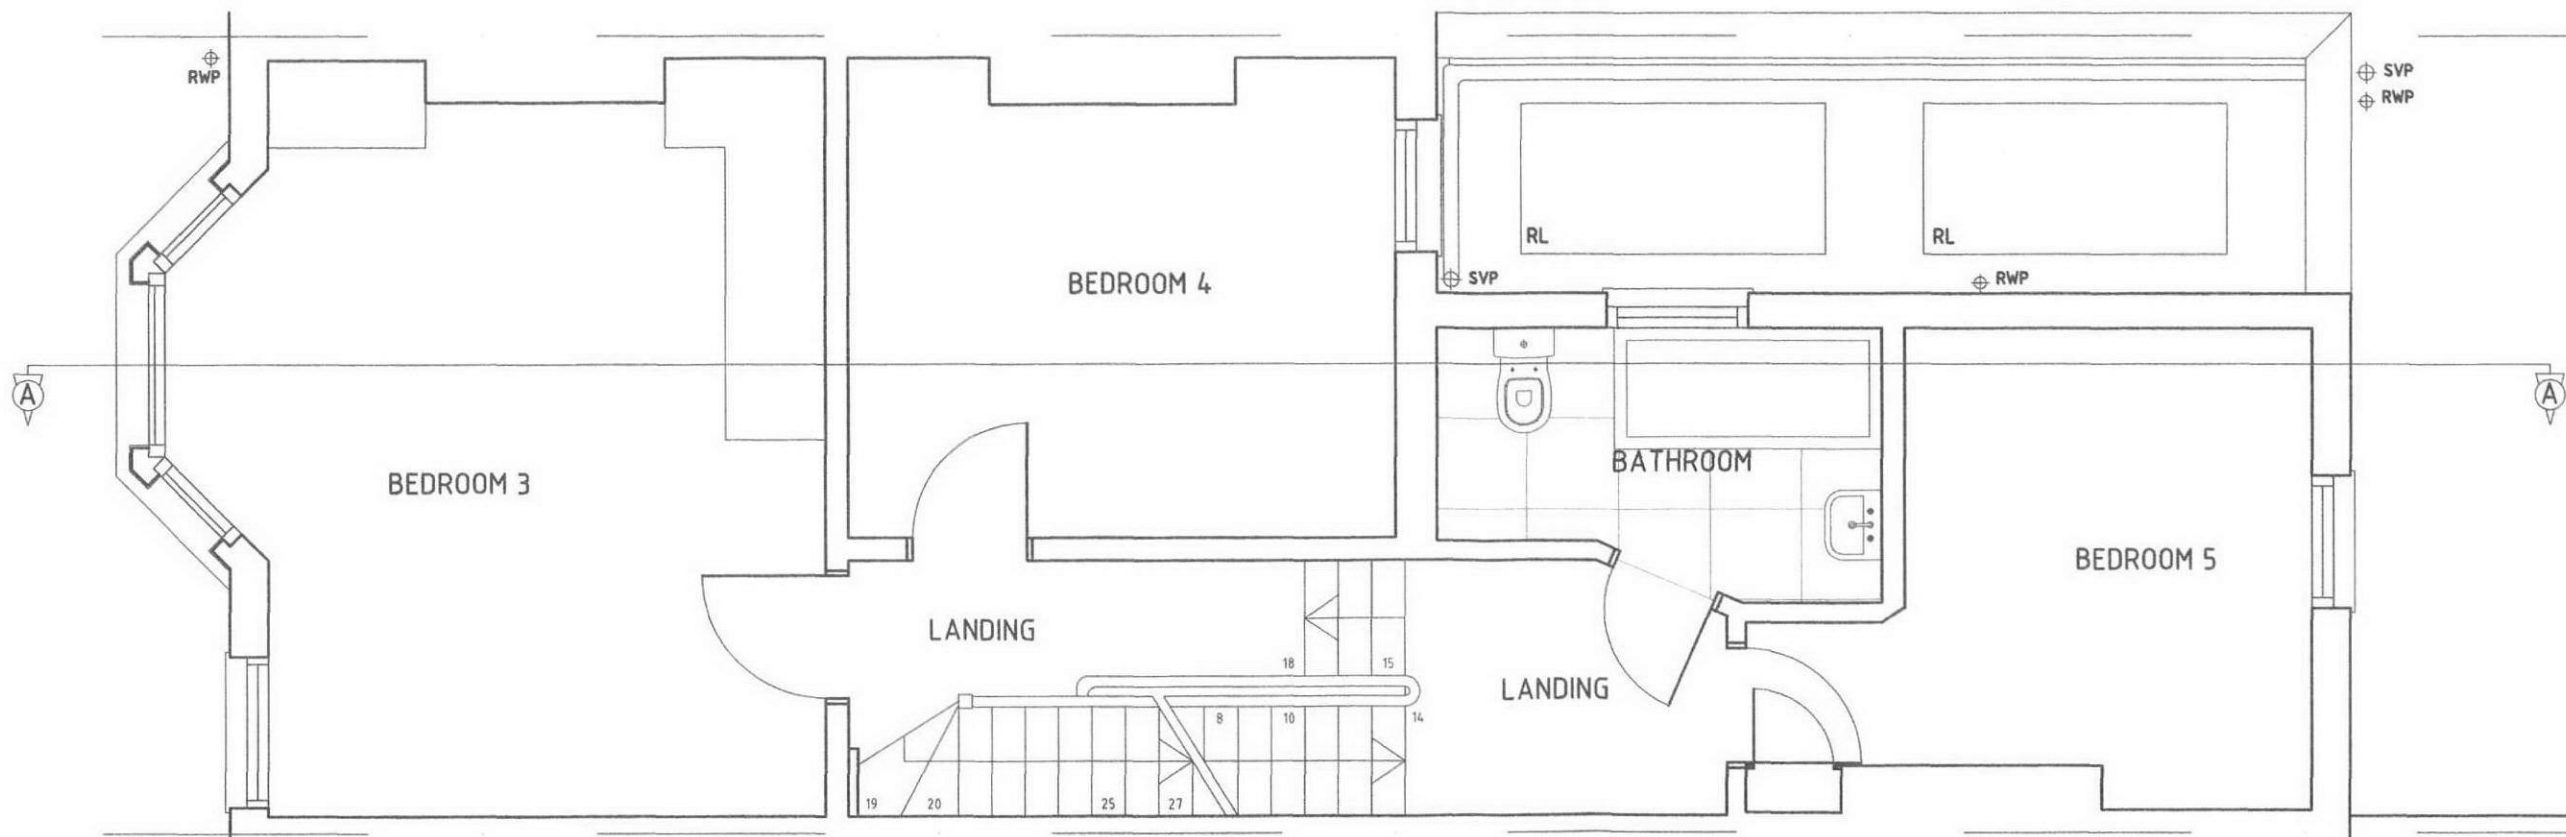 RWP
SVP
RWP
RL
RL
SVP
RWP
BEDROOM 4
A
A
BEDROOM 3
BATHROOM
BEDROOM 5
LANDING
18
15
LANDING
8
10
14
19
20
25
27